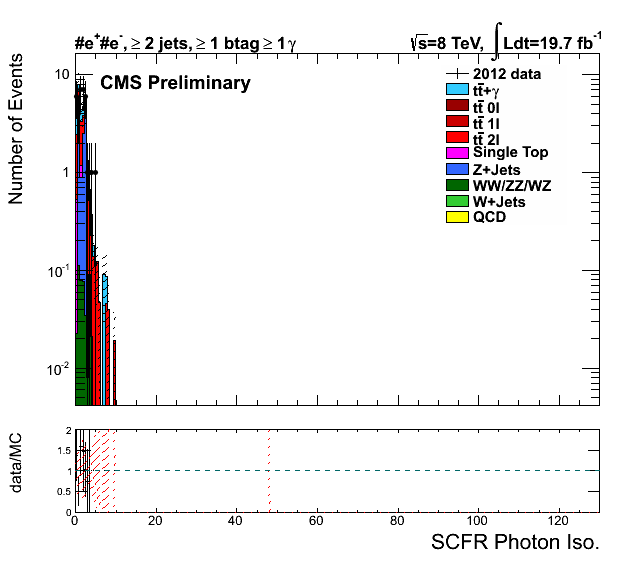 #e⁺#e⁻, ≥ 2 jets, ≥ 1 btag ≥ 1 γ
√s=8 TeV, ∫Ldt=19.7 fb⁻¹
CMS Preliminary
2012 data
tt̄+γ
tt̄ 0l
tt̄ 1l
tt̄ 2l
Single Top
Z+Jets
WW/ZZ/WZ
W+Jets
QCD
Number of Events
10
1
10⁻¹
10⁻²
data/MC
2
1.5
1
0.5
0
0 20 40 60 80 100 120
SCFR Photon Iso.